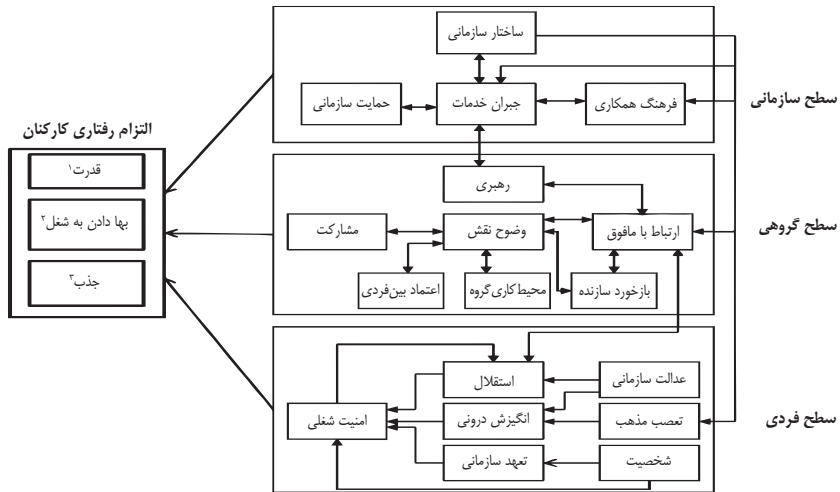 ساختار سازمانی
سطح سازمانی
فرهنگ همکاری
جبران خدمات
حمایت سازمانی
التزام رفتاری کارکنان
قدرت۱
بها دادن به شغل۲
جذب۳
رهبری
سطح گروهی
ارتباط با مافوق
وضوح نقش
مشارکت
بازخورد سازنده
محیط کاری گروه
اعتماد بین فردی
عدالت سازمانی
استقلال
سطح فردی
تعصب مذهب
انگیزش درونی
امنیت شغلی
شخصیت
تعهد سازمانی